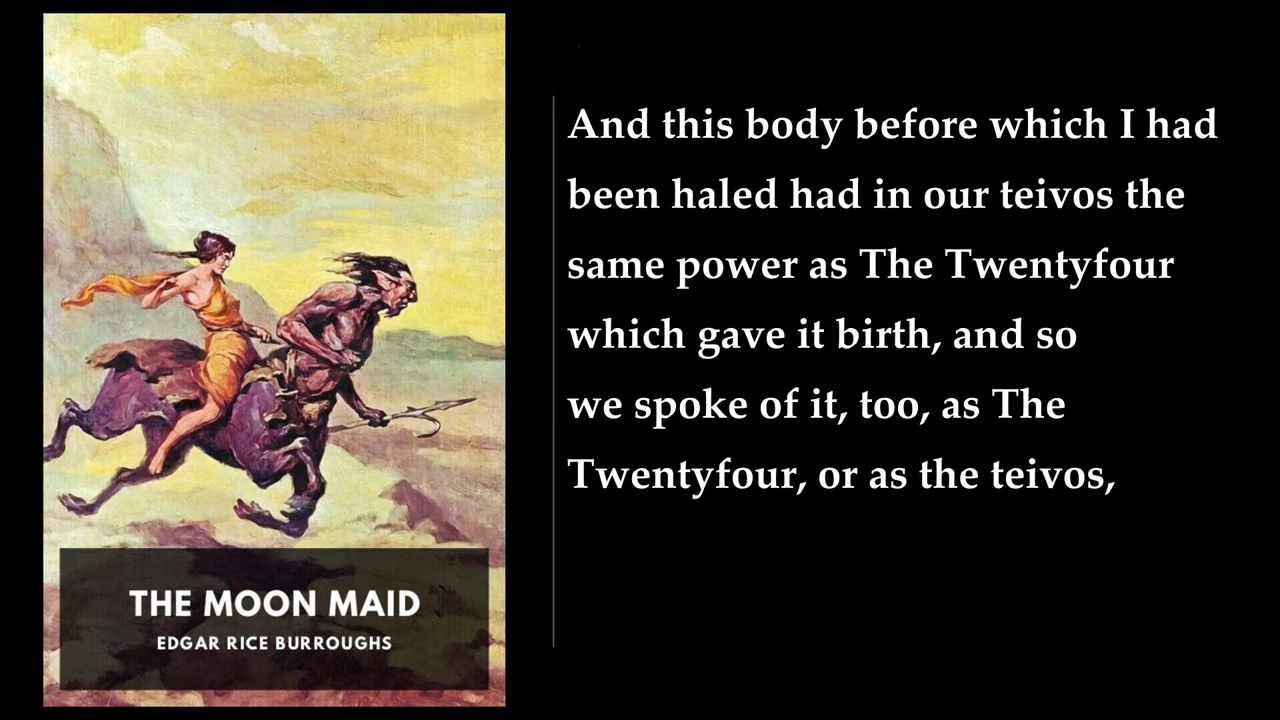 And this body before which I had
been haled had in our teivos the
same power as The Twentyfour
which gave it birth, and so
we spoke of it, too, as The
Twentyfour, or as the teivos,
THE MOON MAID
EDGAR RICE BURROUGHS